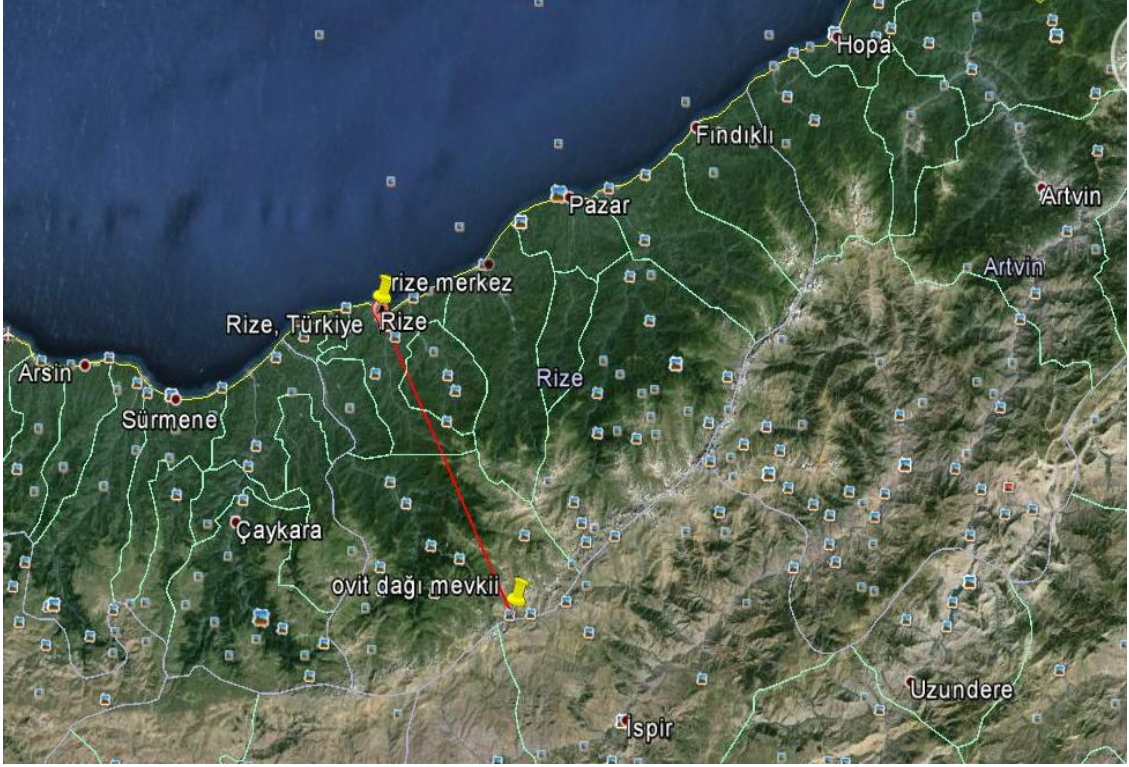 Hopa
Fındıklı
Artvin
Pazar
Artvin
rize merkez
Rize, Türkiye
Rize
Arsin
Rize
Sürmene
Çaykara
ovit dağı mevkii
Uzundere
İspir